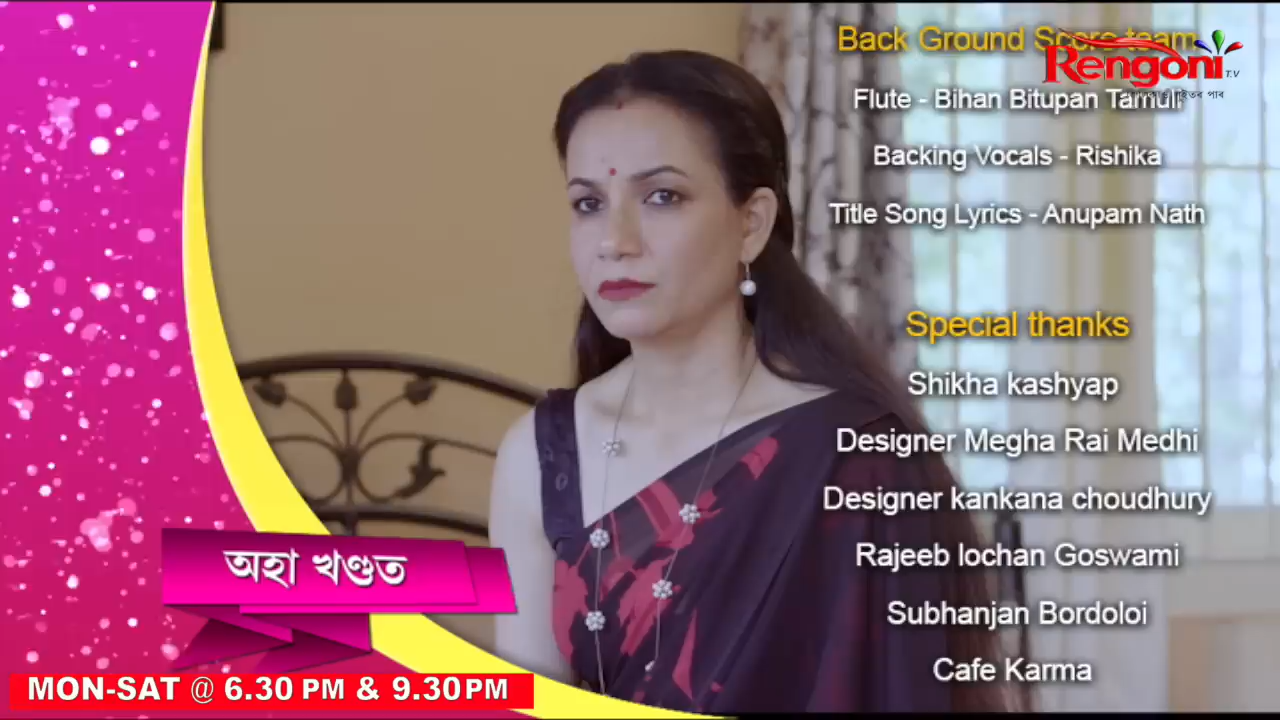 Back Ground Score team
Rengoni T.V
Flute - Bihan Bitupan Tamuli
Backing Vocals - Rishika
Title Song Lyrics - Anupam Nath
Special thanks
Shikha kashyap
Designer Megha Rai Medhi
Designer kankana choudhury
Rajeeb lochan Goswami
Subhanjan Bordoloi
Cafe Karma
অহা খণ্ডত
MON-SAT @ 6.30 PM & 9.30PM